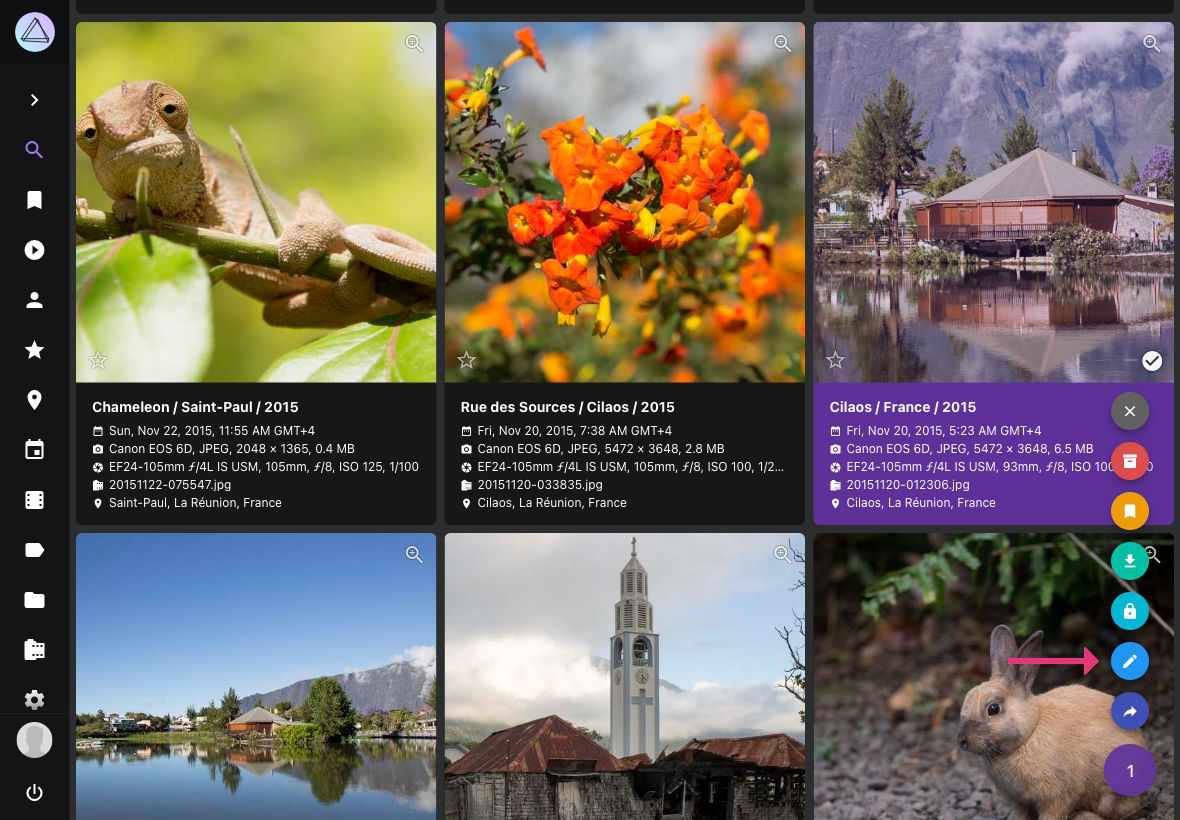 Chameleon / Saint-Paul / 2015
Sun, Nov 22, 2015, 11:55 AM GMT+4
Canon EOS 6D, JPEG, 2048 × 1365, 0.4 MB
EF24-105mm ƒ/4L IS USM, 105mm, ƒ/8, ISO 125, 1/100
20151122-075547.jpg
Saint-Paul, La Réunion, France
Rue des Sources / Cilaos / 2015
Fri, Nov 20, 2015, 7:38 AM GMT+4
Canon EOS 6D, JPEG, 5472 × 3648, 2.8 MB
EF24-105mm ƒ/4L IS USM, 105mm, ƒ/8, ISO 100, 1/2...
20151120-033835.jpg
Cilaos, La Réunion, France
Cilaos / France / 2015
Fri, Nov 20, 2015, 5:23 AM GMT+4
Canon EOS 6D, JPEG, 5472 × 3648, 6.5 MB
EF24-105mm ƒ/4L IS USM, 93mm, ƒ/8, ISO
20151120-012306.jpg
Cilaos, La Réunion, France
1